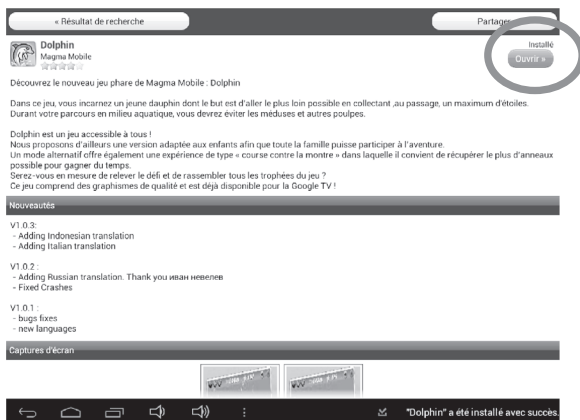 « Résultat de recherche
Partager
Dolphin
Magma Mobile
Installé
Ouvrir »
Découvrez le nouveau jeu phare de Magma Mobile : Dolphin
Dans ce jeu, vous incarnez un jeune dauphin dont le but est d'aller le plus loin possible en collectant ,au passage, un maximum d'étoiles.
Durant votre parcours en milieu aquatique, vous devrez éviter les méduses et autres poulpes.
Dolphin est un jeu accessible à tous !
Nous proposons d'ailleurs une version adaptée aux enfants afin que toute la famille puisse participer à l'aventure.
Un mode alternatif offre également une expérience de type « course contre la montre » dans laquelle il convient de récupérer le plus d'anneaux
possible pour gagner du temps.
Serez-vous en mesure de relever le défi et de rassembler tous les trophées du jeu ?
Ce jeu comprend des graphismes de qualité et est déjà disponible pour la Google TV !
Nouveautés
V1.0.3:
- Adding Indonesian translation
- Adding Italian translation
V1.0.2 :
- Adding Russian translation. Thank you иван невелев
- Fixed Crashes
V1.0.1 :
- bugs fixes
- new languages
Captures d'écran
"Dolphin" a été installé avec succès.